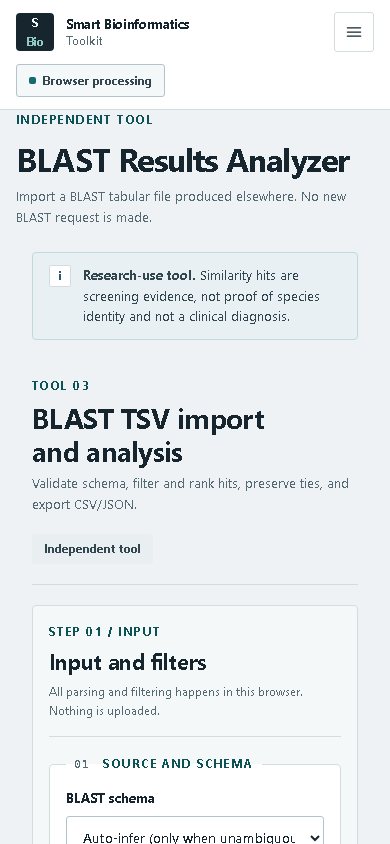 S
Bio
Smart Bioinformatics
Toolkit
Browser processing
INDEPENDENT TOOL
BLAST Results Analyzer
Import a BLAST tabular file produced elsewhere. No new
BLAST request is made.
i
Research-use tool. Similarity hits are
screening evidence, not proof of species
identity and not a clinical diagnosis.
TOOL 03
BLAST TSV import
and analysis
Validate schema, filter and rank hits, preserve ties, and
export CSV/JSON.
Independent tool
STEP 01 / INPUT
Input and filters
All parsing and filtering happens in this browser.
Nothing is uploaded.
01 SOURCE AND SCHEMA
BLAST schema
Auto-infer (only when unambiguou